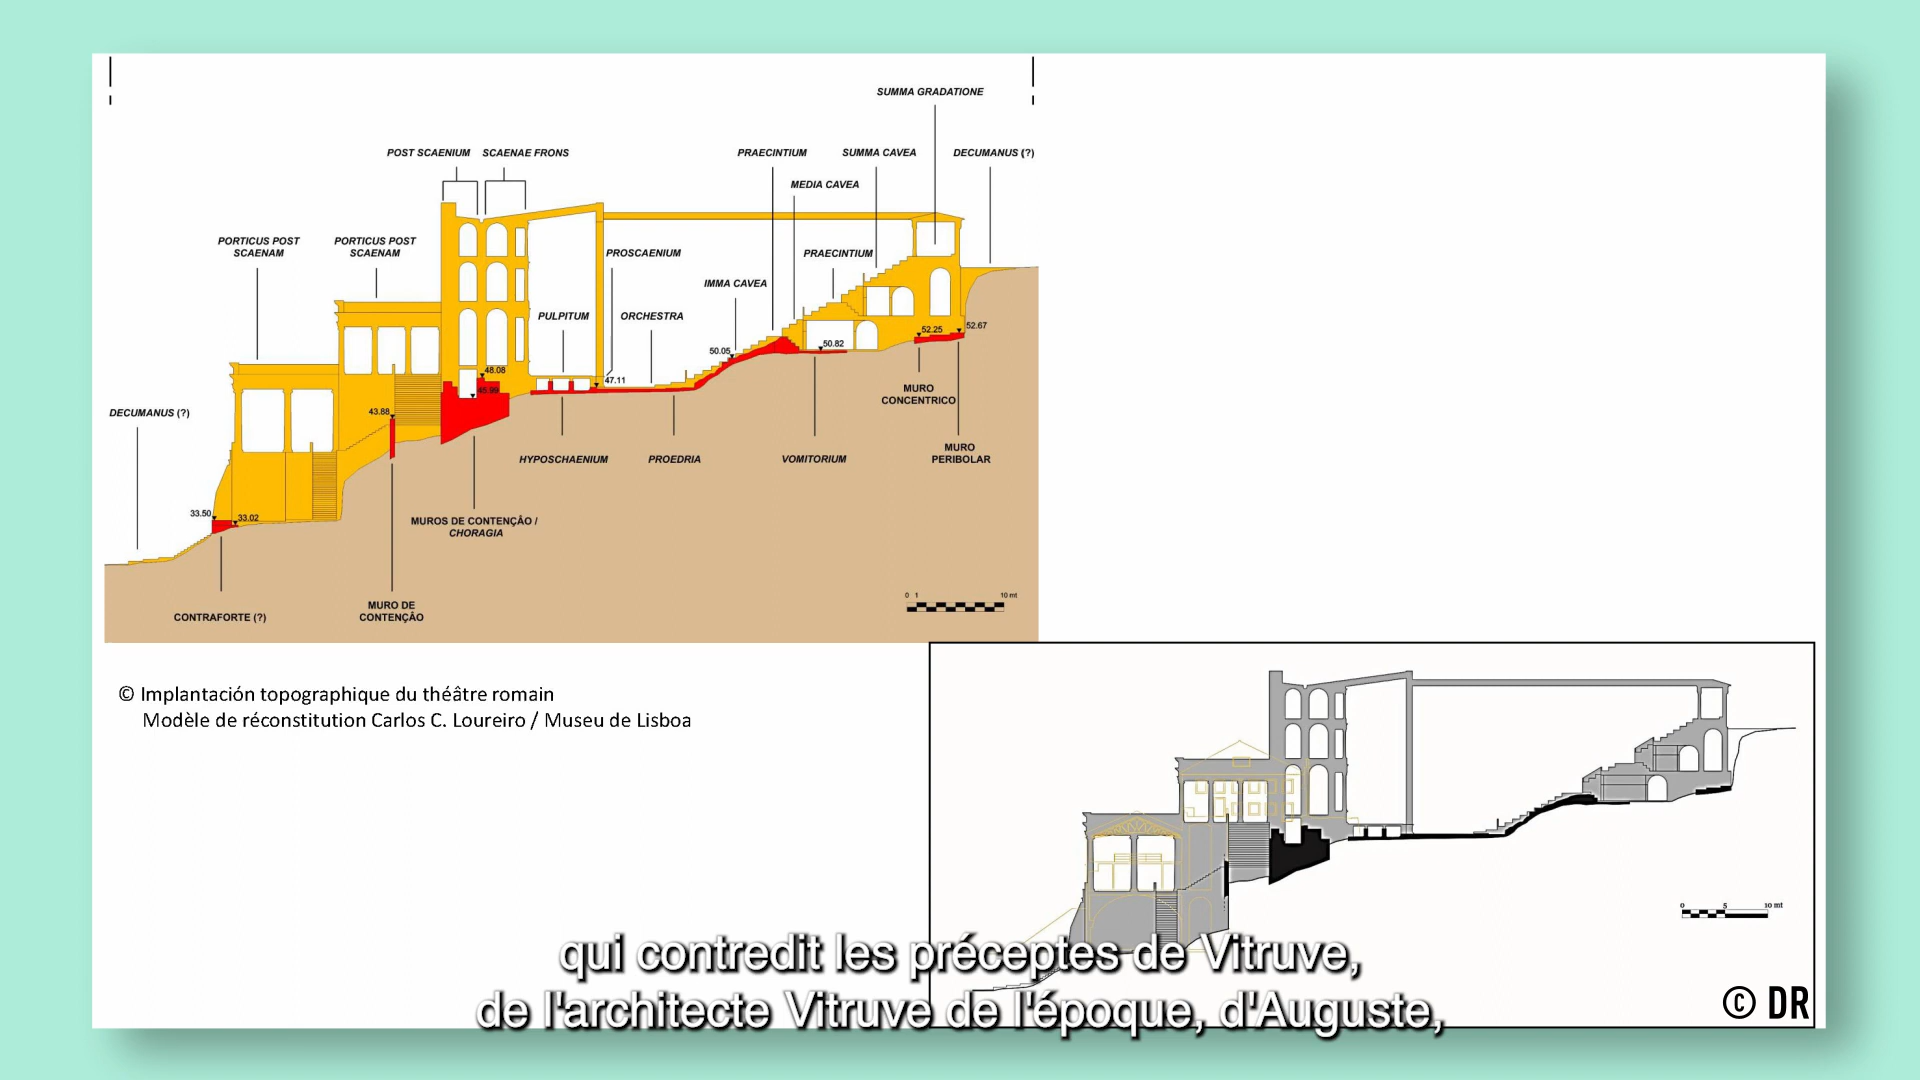 SUMMA GRADATIONE
POST SCAENIUM
SCAENAE FRONS
PRAECINTIUM
SUMMA CAVEA
DECUMANUS (?)
MEDIA CAVEA
PORTICUS POST
SCAENAM
PORTICUS POST
SCAENAM
PROSCAENIUM
PRAECINTIUM
IMMA CAVEA
PULPITUM
ORCHESTRA
52.25
52.67
50.05
50.82
48.08
47.11
45.99
MURO
CONCENTRICO
DECUMANUS (?)
43.88
HYPOSCHAENIUM
PROEDRIA
VOMITORIUM
MURO
PERIBOLAR
33.50
33.02
MUROS DE CONTENÇÂO /
CHORAGIA
CONTRAFORTE (?)
MURO DE
CONTENÇÂO
0 1 10 mt
© Implantación topographique du théâtre romain
Modèle de réconstitution Carlos C. Loureiro / Museu de Lisboa
0 5 10 mt
qui contredit les préceptes de Vitruve,
de l'architecte Vitruve de l'époque, d'Auguste,
© DR